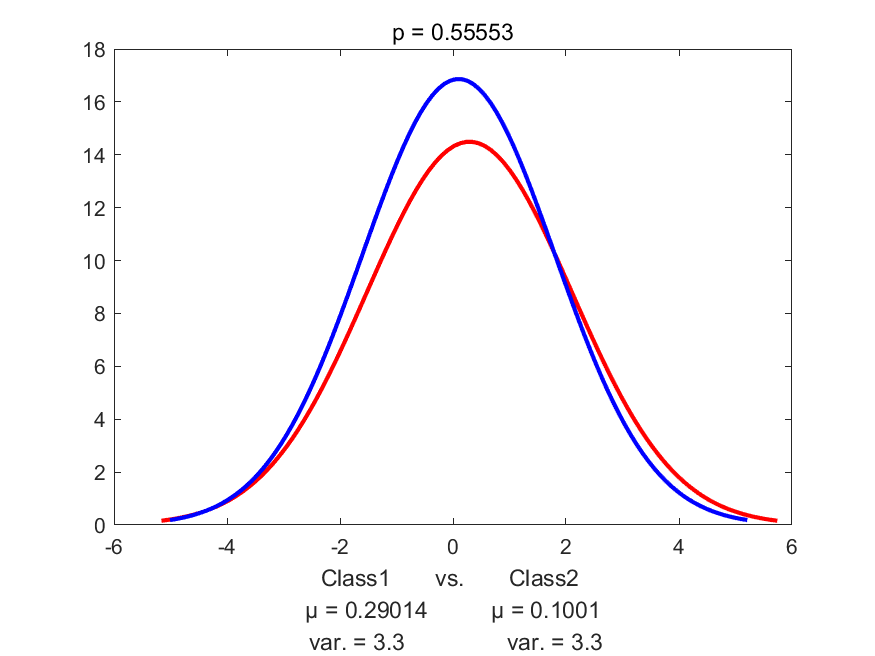 p = 0.55553
18
16
14
12
10
8
6
4
2
0
-6 -4 -2 0 2 4 6
Class1 vs. Class2
μ = 0.29014 μ = 0.1001
var. = 3.3 var. = 3.3